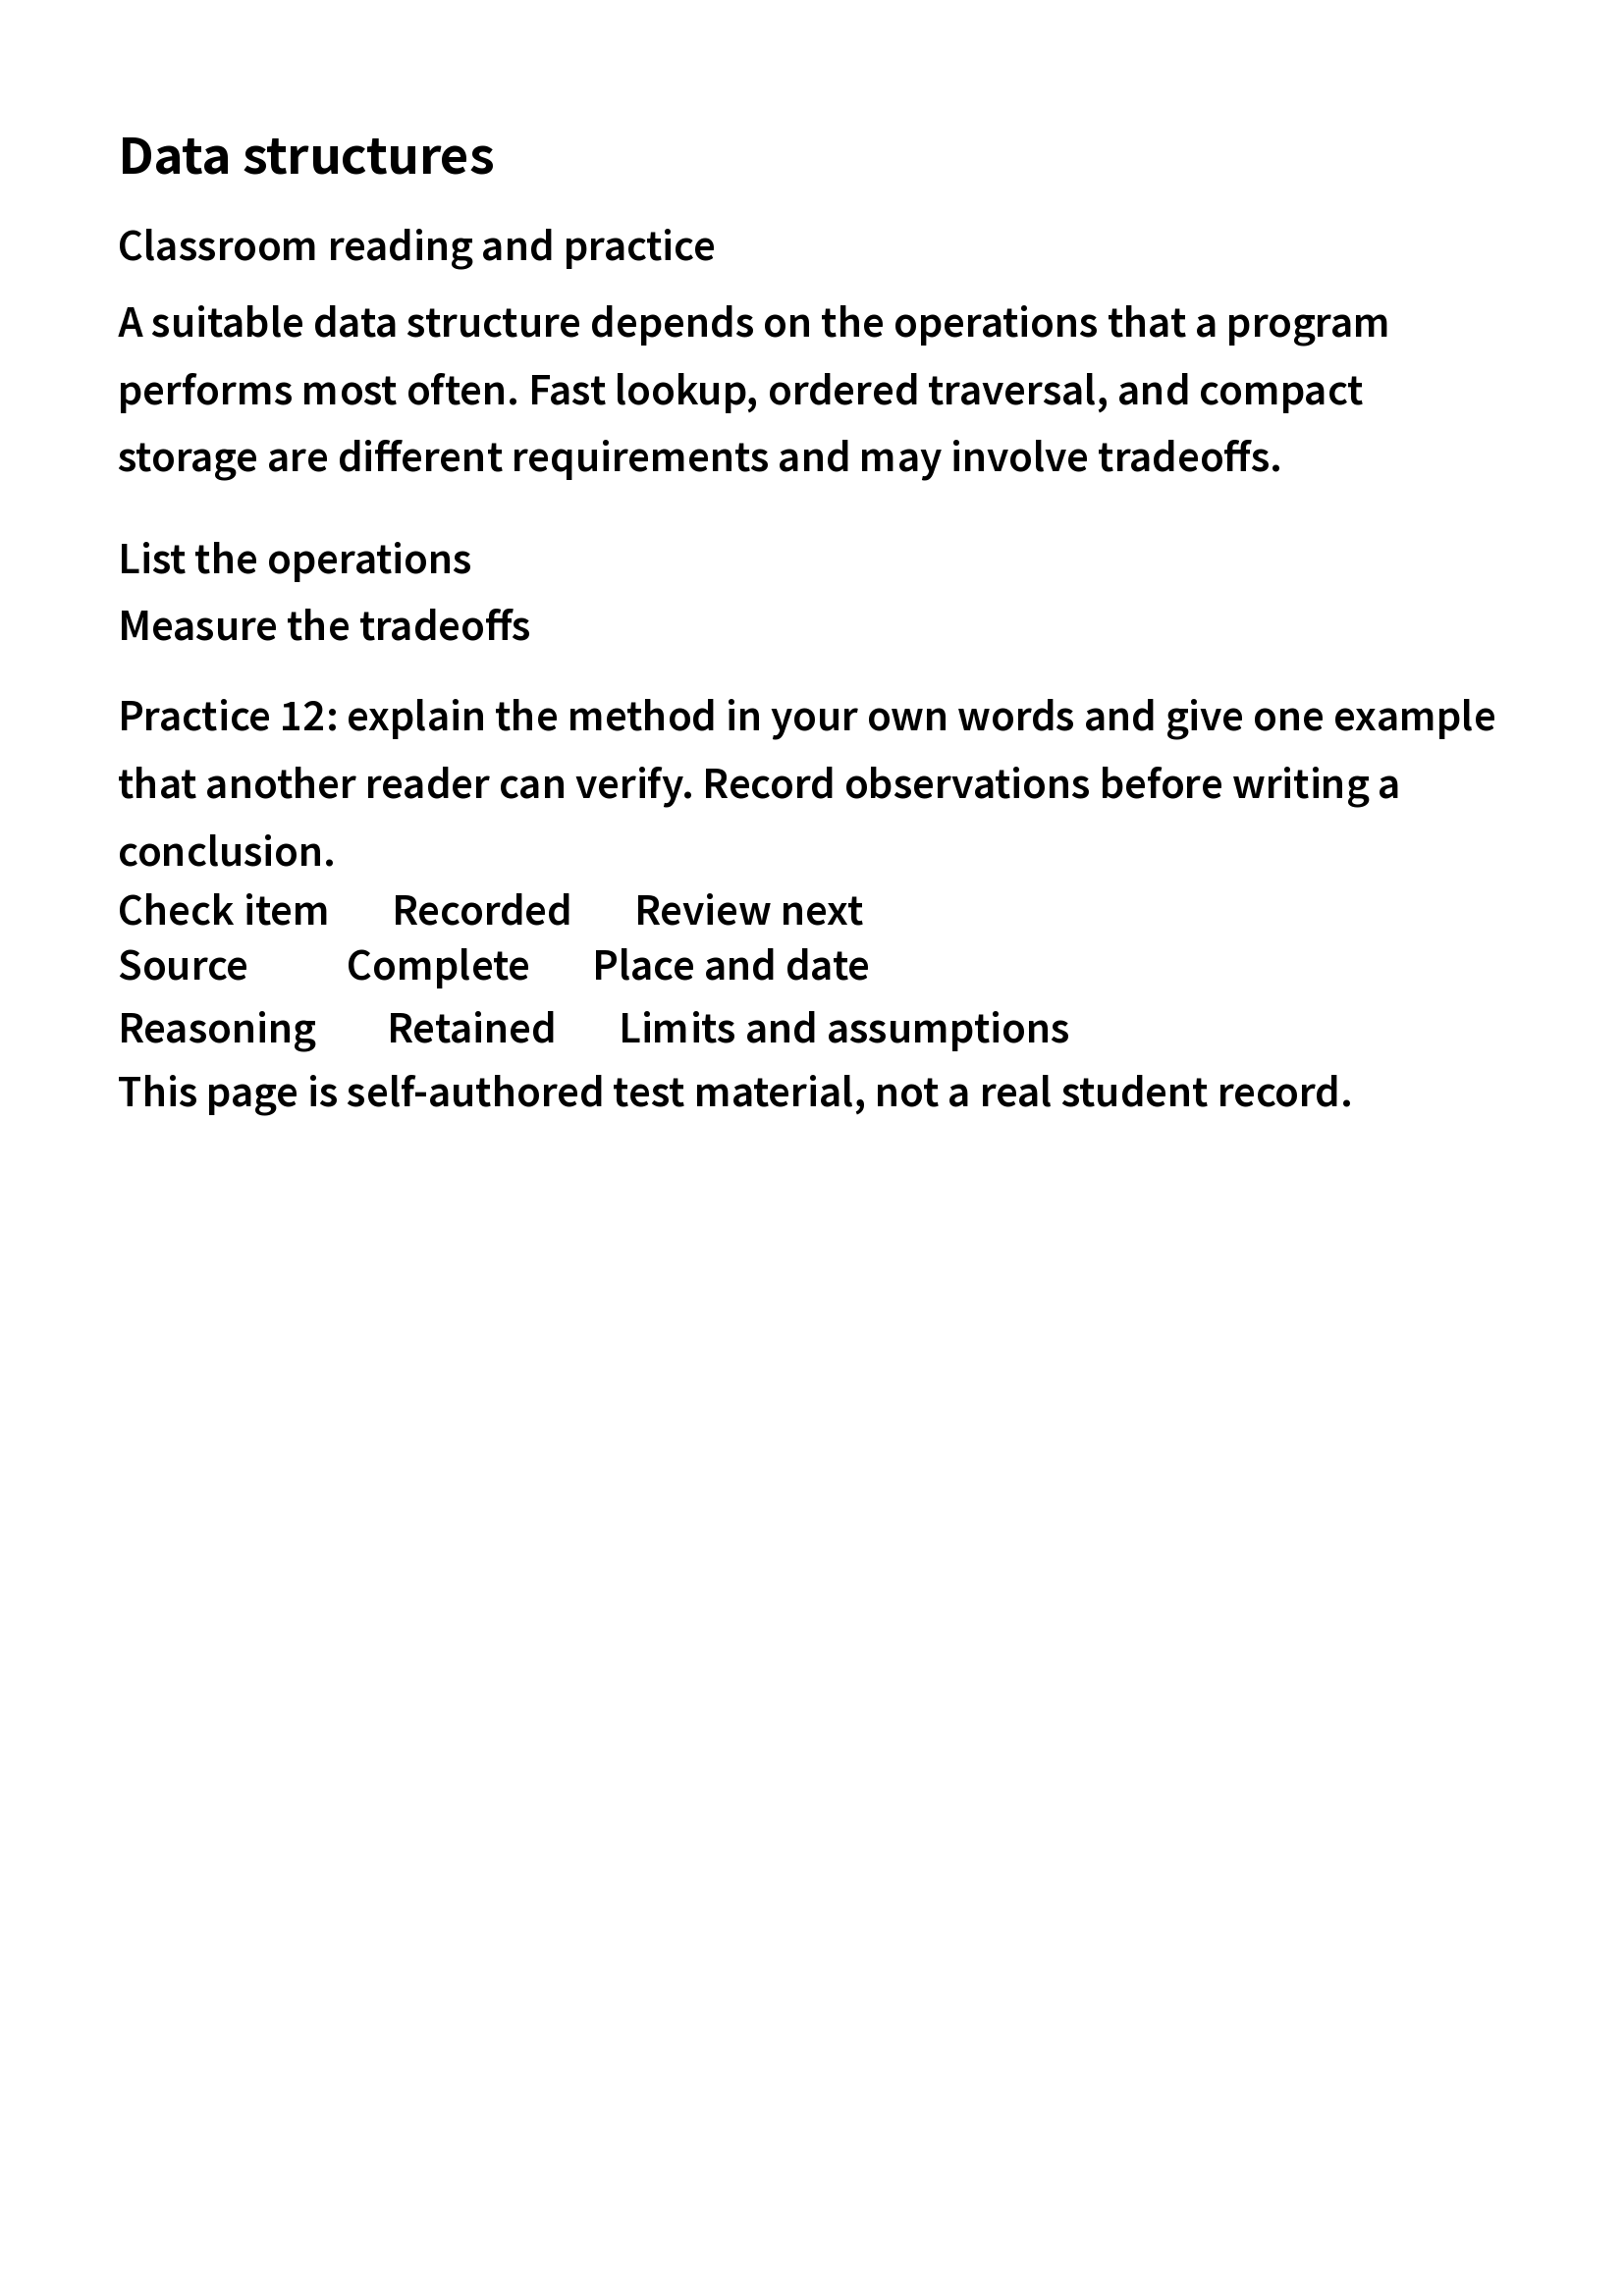 Data structures
Classroom reading and practice
A suitable data structure depends on the operations that a program
performs most often. Fast lookup, ordered traversal, and compact
storage are different requirements and may involve tradeoffs.
List the operations
Measure the tradeoffs
Practice 12: explain the method in your own words and give one example
that another reader can verify. Record observations before writing a
conclusion.
Check item Recorded Review next
Source Complete Place and date
Reasoning Retained Limits and assumptions
This page is self-authored test material, not a real student record.